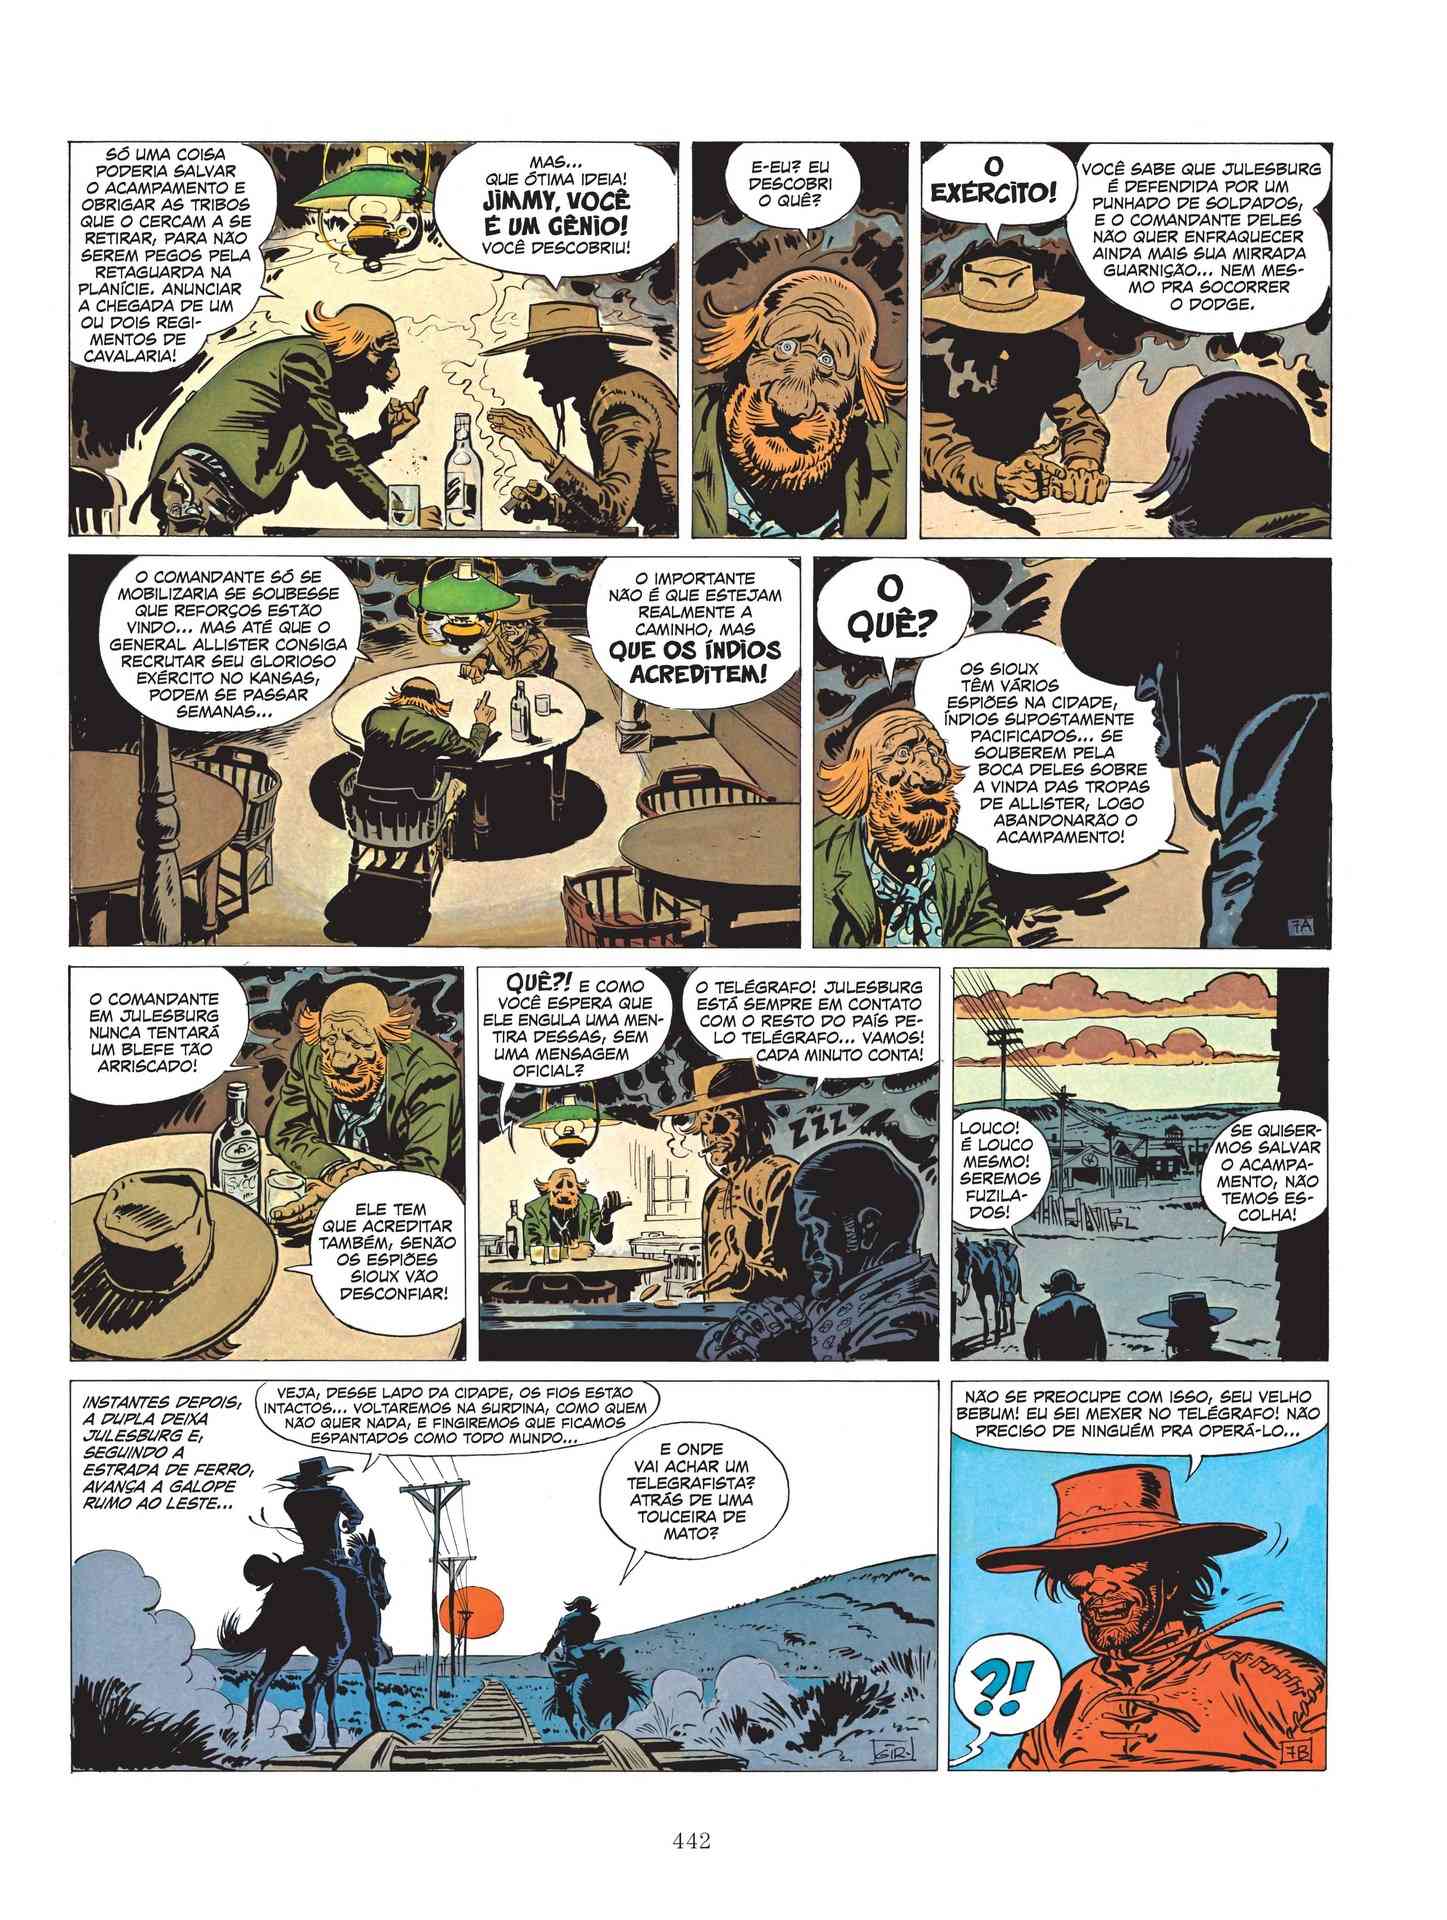 SÓ UMA COISA
PODERIA SALVAR
O ACAMPAMENTO E
OBRIGAR AS TRIBOS
QUE O CERCAM A SE
RETIRAR, PARA NÃO
SEREM PEGOS PELA
RETAGUARDA NA
PLANÍCIE. ANUNCIAR
A CHEGADA DE UM
OU DOIS REGI-
MENTOS DE
CAVALARIA!
MAS...
QUE ÓTIMA IDEIA!
JIMMY, VOCÊ
É UM GÊNIO!
VOCÊ DESCOBRIU!
E-EU? EU
DESCOBRI
O QUÊ?
O
EXÉRCITO!
VOCÊ SABE QUE JULESBURG
É DEFENDIDA POR UM
PUNHADO DE SOLDADOS,
E O COMANDANTE DELES
NÃO QUER ENFRAQUECER
AINDA MAIS SUA MIRRADA
GUARNIÇÃO... NEM MES-
MO PRA SOCORRER
O DODGE.
O COMANDANTE SÓ SE
MOBILIZARIA SE SOUBESSE
QUE REFORÇOS ESTÃO
VINDO... MAS ATÉ QUE O
GENERAL ALLISTER CONSIGA
RECRUTAR SEU GLORIOSO
EXÉRCITO NO KANSAS,
PODEM SE PASSAR
SEMANAS...
O IMPORTANTE
NÃO É QUE ESTEJAM
REALMENTE A
CAMINHO, MAS
QUE OS ÍNDIOS
ACREDITEM!
O
QUÊ?
OS SIOUX
TÊM VÁRIOS
ESPIÕES NA CIDADE,
ÍNDIOS SUPOSTAMENTE
PACIFICADOS... SE
SOUBEREM PELA
BOCA DELES SOBRE
A VINDA DAS TROPAS
DE ALLISTER, LOGO
ABANDONARÃO O
ACAMPAMENTO!
7A
O COMANDANTE
EM JULESBURG
NUNCA TENTARÁ
UM BLEFE TÃO
ARRISCADO!
ELE TEM
QUE ACREDITAR
TAMBÉM, SENÃO
OS ESPIÕES
SIOUX VÃO
DESCONFIAR!
QUÊ?! E COMO
VOCÊ ESPERA QUE
ELE ENGULA UMA MEN-
TIRA DESSAS, SEM
UMA MENSAGEM
OFICIAL?
O TELÉGRAFO! JULESBURG
ESTÁ SEMPRE EM CONTATO
COM O RESTO DO PAÍS PE-
LO TELÉGRAFO... VAMOS!
CADA MINUTO CONTA!
ZZZ
LOUCO!
É LOUCO
MESMO!
SEREMOS
FUZILA-
DOS!
SE QUISER-
MOS SALVAR
O ACAMPA-
MENTO, NÃO
TEMOS ES-
COLHA!
INSTANTES DEPOIS,
A DUPLA DEIXA
JULESBURG E,
SEGUINDO A
ESTRADA DE FERRO,
AVANÇA A GALOPE
RUMO AO LESTE...
VEJA, DESSE LADO DA CIDADE, OS FIOS ESTÃO
INTACTOS... VOLTAREMOS NA SURDINA, COMO QUEM
NÃO QUER NADA, E FINGIREMOS QUE FICAMOS
ESPANTADOS COMO TODO MUNDO...
E ONDE
VAI ACHAR UM
TELEGRAFISTA?
ATRÁS DE UMA
TOUCEIRA DE
MATO?
GIR
NÃO SE PREOCUPE COM ISSO, SEU VELHO
BEBUM! EU SEI MEXER NO TELÉGRAFO! NÃO
PRECISO DE NINGUÉM PRA OPERÁ-LO...
?!
7B
442